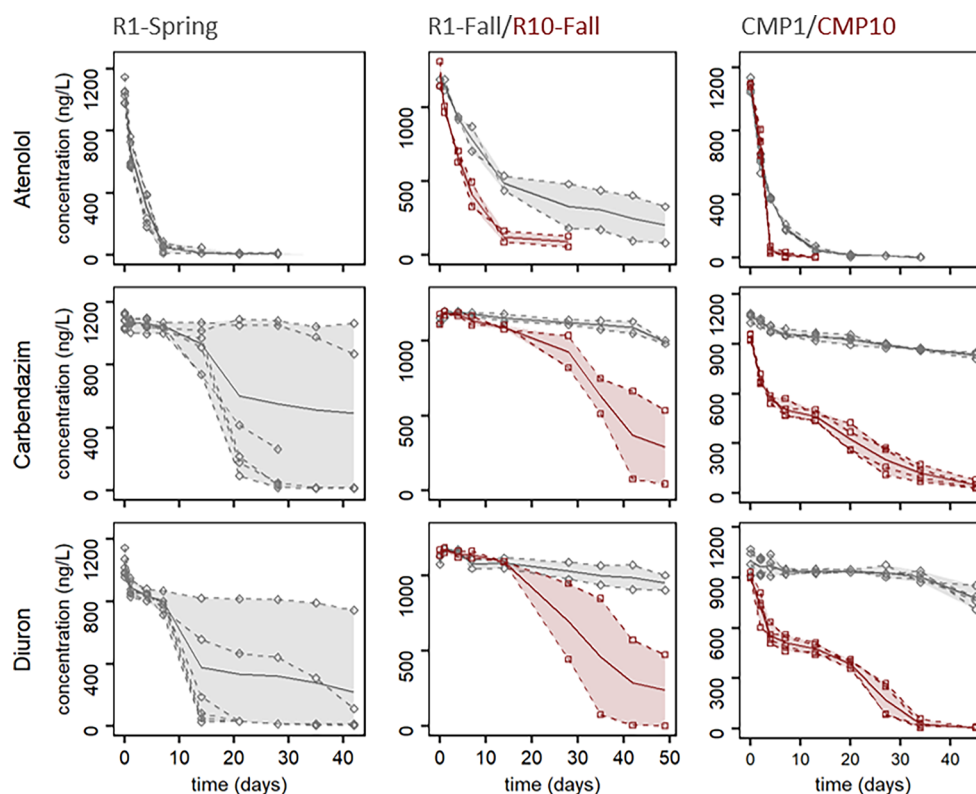 R1-Spring R1-Fall/R10-Fall CMP1/CMP10
Atenolol
concentration (ng/L)
0 400 800 1200
0 500 1000
0 400 800 1200
Carbendazim
concentration (ng/L)
0 400 800 1200
0 500 1000
0 300 600 900
Diuron
concentration (ng/L)
0 400 800 1200
0 500 1000
0 300 600 900
0 10 20 30 40
0 10 20 30 40 50
0 10 20 30 40
time (days) time (days) time (days)